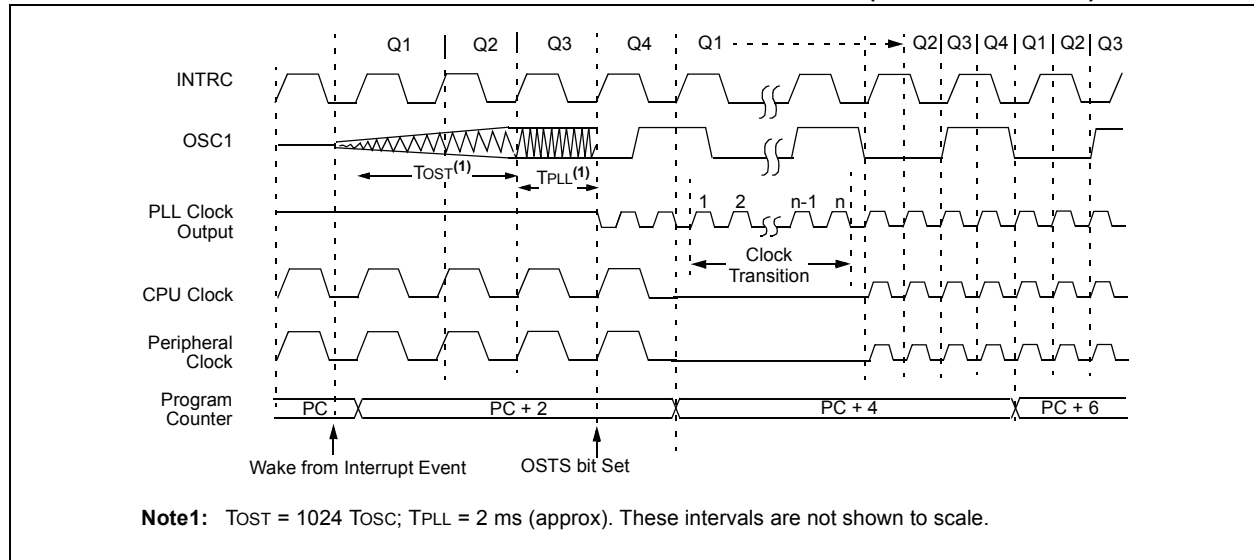 Q1 Q2 Q3 Q4 Q1 Q2 Q3 Q4 Q1 Q2 Q3
INTRC
OSC1
TOST(1) TPLL(1)
1 2 n-1 n
PLL Clock
Output
Clock
Transition
CPU Clock
Peripheral
Clock
Program
Counter
PC PC + 2 PC + 4 PC + 6
Wake from Interrupt Event OSTS bit Set
Note1: TOST = 1024 TOSC; TPLL = 2 ms (approx). These intervals are not shown to scale.